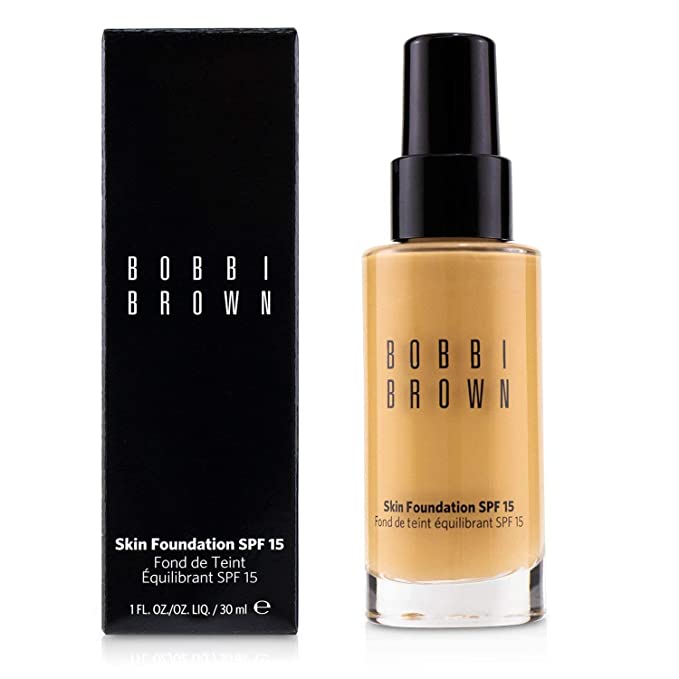 BOBBI
BROWN
Skin Foundation SPF 15
Fond de Teint
Équilibrant SPF 15
1 FL. OZ./OZ. LIQ. / 30 ml ℮
BOBBI
BROWN
Skin Foundation SPF 15
Fond de teint équilibrant SPF 15